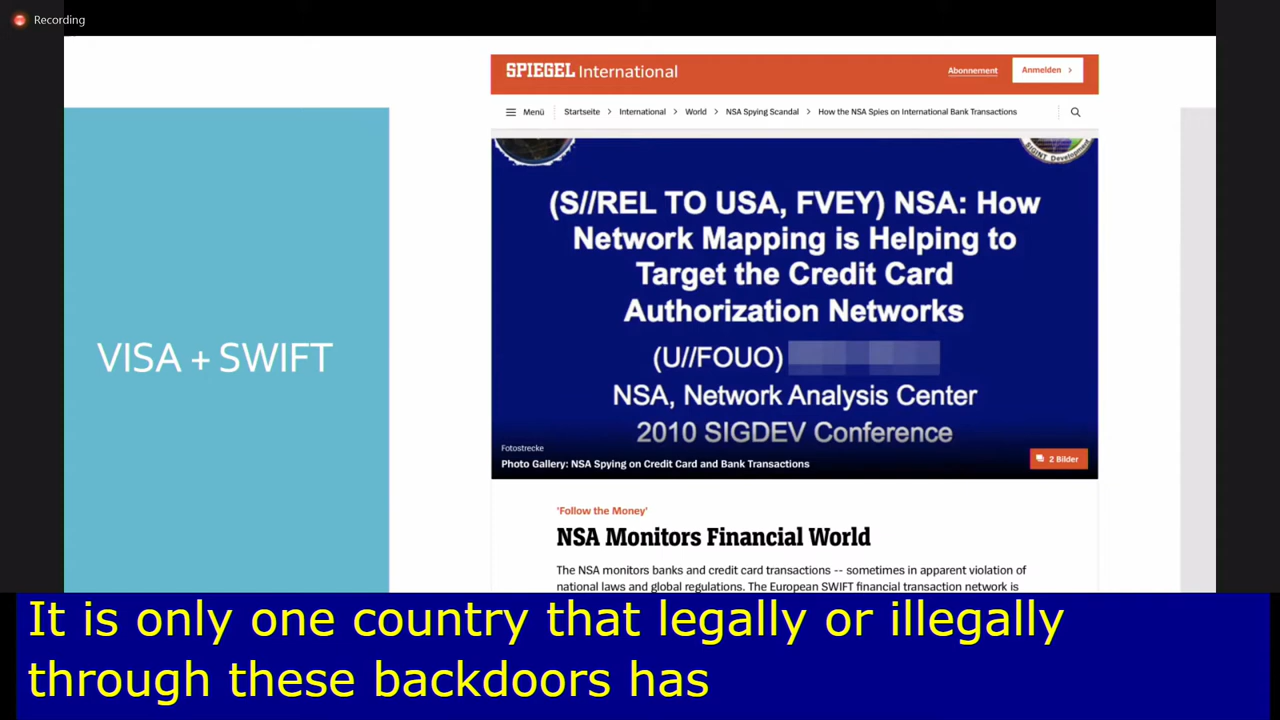 Recording
SPIEGEL International
Abonnement
Anmelden >
Menü
Startseite > International > World > NSA Spying Scandal > How the NSA Spies on International Bank Transactions
SIGINT Development
(S//REL TO USA, FVEY) NSA: How
Network Mapping is Helping to
Target the Credit Card
Authorization Networks
(U//FOUO)
NSA, Network Analysis Center
2010 SIGDEV Conference
VISA + SWIFT
Fotostrecke
Photo Gallery: NSA Spying on Credit Card and Bank Transactions
2 Bilder
'Follow the Money'
NSA Monitors Financial World
The NSA monitors banks and credit card transactions -- sometimes in apparent violation of
national laws and global regulations. The European SWIFT financial transaction network is
It is only one country that legally or illegally
through these backdoors has